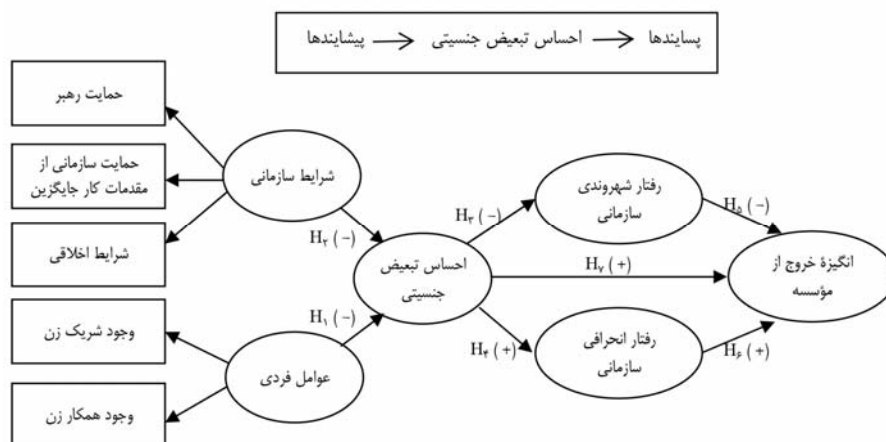 پیشایندها ← احساس تبعیض جنسیتی ← پسایندها
حمایت رهبر
حمایت سازمانی از
مقدمات کار جایگزین
شرایط اخلاقی
وجود شریک زن
وجود همکار زن
شرایط سازمانی
عوامل فردی
H۲ (−)
H۱ (−)
احساس تبعیض
جنسیتی
H۳ (−)
H۷ (+)
H۴ (+)
رفتار شهروندی
سازمانی
رفتار انحرافی
سازمانی
H۵ (−)
H۶ (+)
انگیزهٔ خروج از
مؤسسه